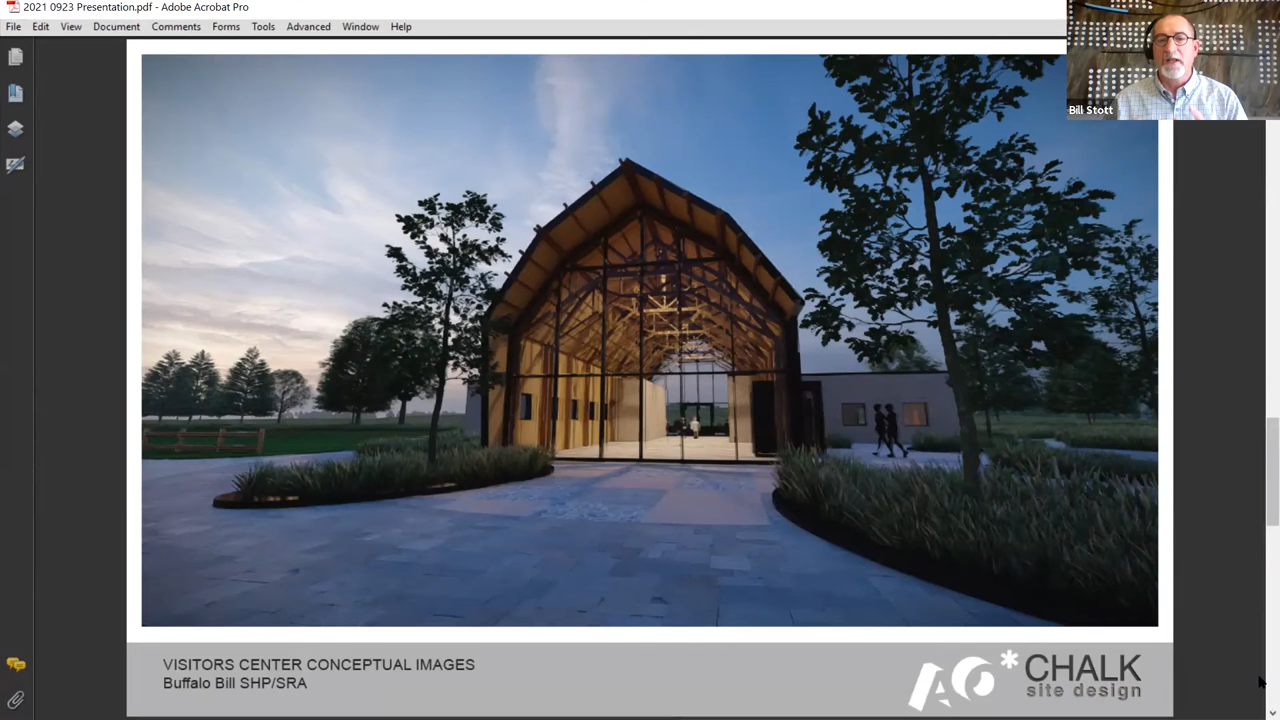 2021 0923 Presentation.pdf - Adobe Acrobat Pro
File Edit View Document Comments Forms Tools Advanced Window Help
Bill Stott
VISITORS CENTER CONCEPTUAL IMAGES
Buffalo Bill SHP/SRA
AO*
CHALK
site design